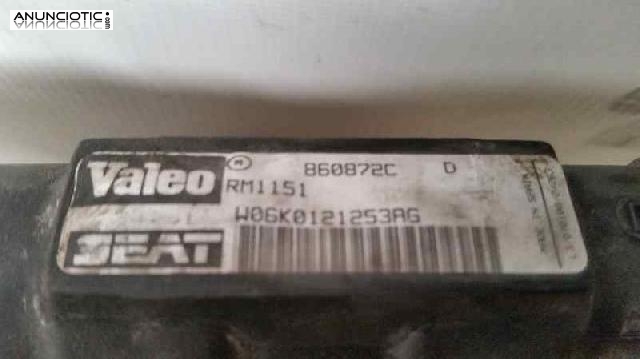 ANUNCIOTIC.COM
Valeo
M 860872C D
RM1151
W06K0121253AG
SEAT